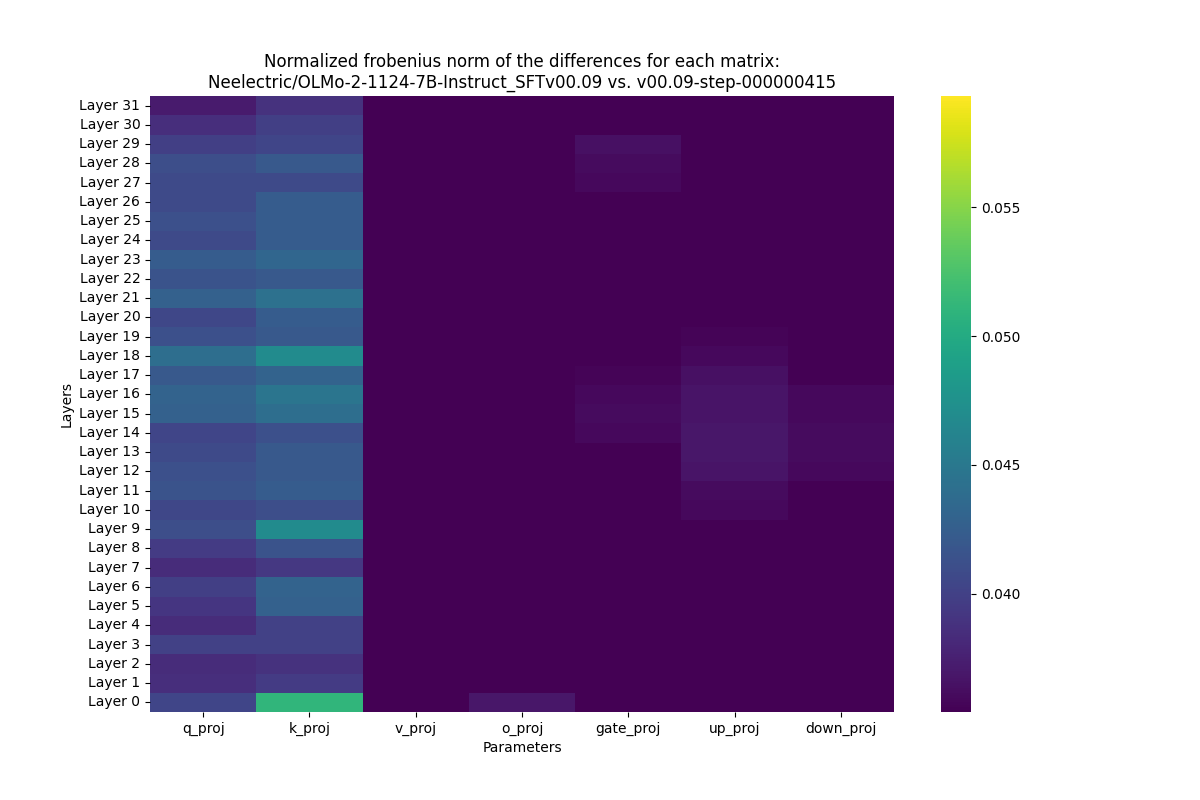 Normalized frobenius norm of the differences for each matrix:
Neelectric/OLMo-2-1124-7B-Instruct_SFTv00.09 vs. v00.09-step-000000415
Layers
Layer 31
Layer 30
Layer 29
Layer 28
Layer 27
Layer 26
Layer 25
Layer 24
Layer 23
Layer 22
Layer 21
Layer 20
Layer 19
Layer 18
Layer 17
Layer 16
Layer 15
Layer 14
Layer 13
Layer 12
Layer 11
Layer 10
Layer 9
Layer 8
Layer 7
Layer 6
Layer 5
Layer 4
Layer 3
Layer 2
Layer 1
Layer 0
q_proj k_proj v_proj o_proj gate_proj up_proj down_proj
Parameters
0.055
0.050
0.045
0.040